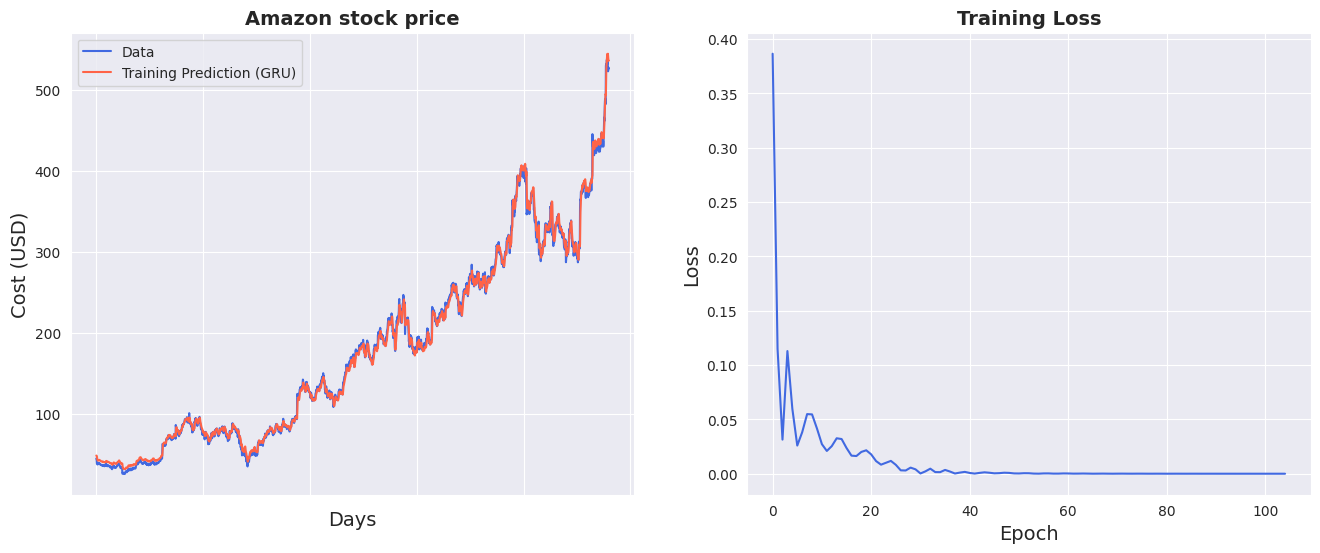 Amazon stock price
Data
Training Prediction (GRU)
500
400
300
200
100
Cost (USD)
Days
Training Loss
0.40
0.35
0.30
0.25
0.20
0.15
0.10
0.05
0.00
Loss
0 20 40 60 80 100
Epoch